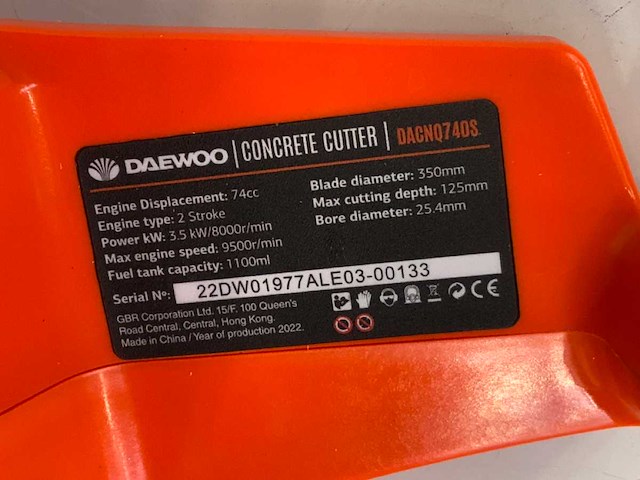 DAEWOO | CONCRETE CUTTER | DACNQ740S
Engine Displacement: 74cc
Engine type: 2 Stroke
Power kW: 3.5 kW/8000r/min
Max engine speed: 9500r/min
Fuel tank capacity: 1100ml
Blade diameter: 350mm
Max cutting depth: 125mm
Bore diameter: 25.4mm
Serial Nº: 22DW01977ALE03-00133
GBR Corporation Ltd. 15/F. 100 Queen's
Road Central, Central, Hong Kong.
Made in China / Year of production 2022.
CE